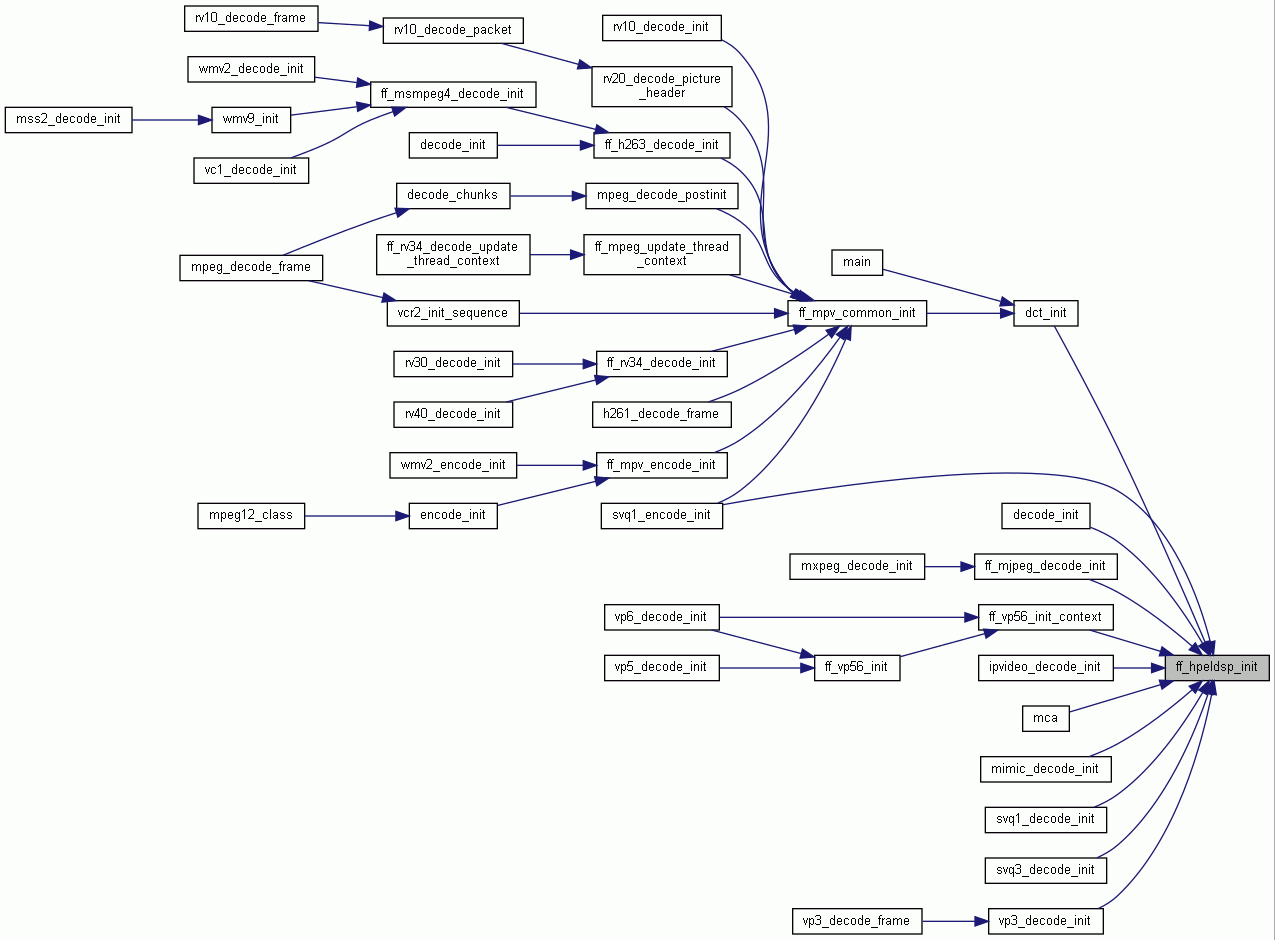 rv10_decode_frame
rv10_decode_packet
rv10_decode_init
wmv2_decode_init
rv20_decode_picture
_header
ff_msmpeg4_decode_init
mss2_decode_init
wmv9_init
decode_init
ff_h263_decode_init
vc1_decode_init
decode_chunks
mpeg_decode_postinit
ff_rv34_decode_update
_thread_context
ff_mpeg_update_thread
_context
main
mpeg_decode_frame
vcr2_init_sequence
ff_mpv_common_init
dct_init
rv30_decode_init
ff_rv34_decode_init
rv40_decode_init
h261_decode_frame
wmv2_encode_init
ff_mpv_encode_init
mpeg12_class
encode_init
svq1_encode_init
decode_init
mxpeg_decode_init
ff_mjpeg_decode_init
vp6_decode_init
ff_vp56_init_context
vp5_decode_init
ff_vp56_init
ipvideo_decode_init
ff_hpeldsp_init
mca
mimic_decode_init
svq1_decode_init
svq3_decode_init
vp3_decode_frame
vp3_decode_init